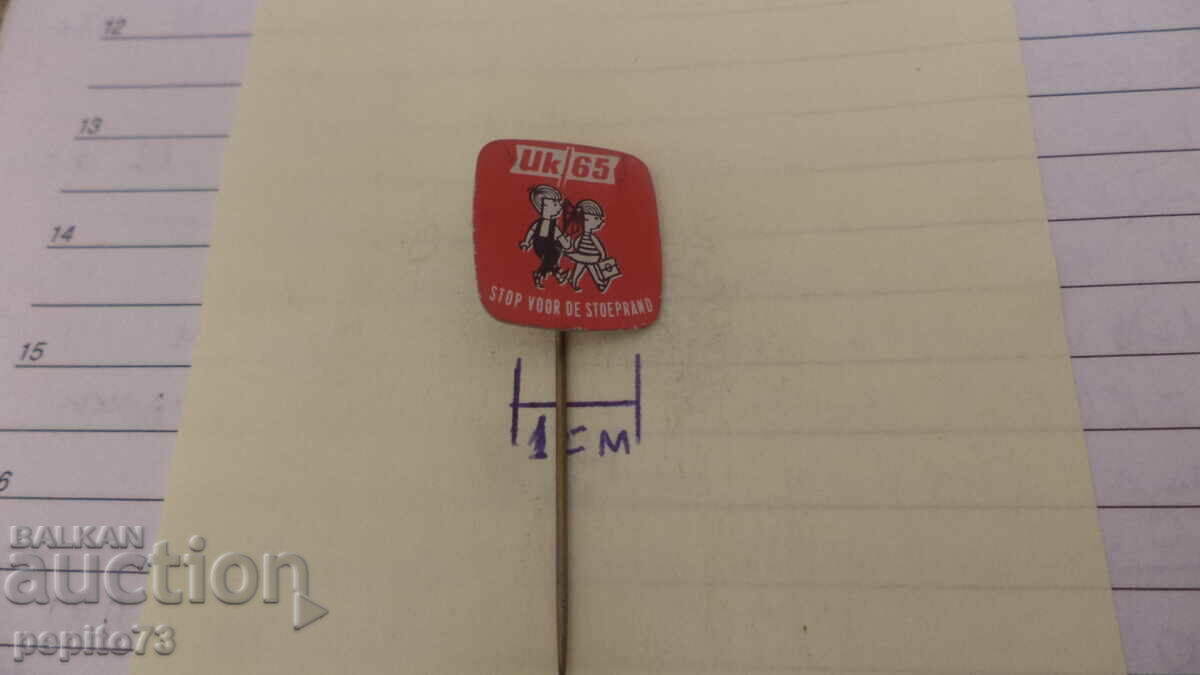 12
13
14
15
6
Uk 65
STOP VOOR DE STOEPRAND
1 CM
BALKAN
auction
pepito73